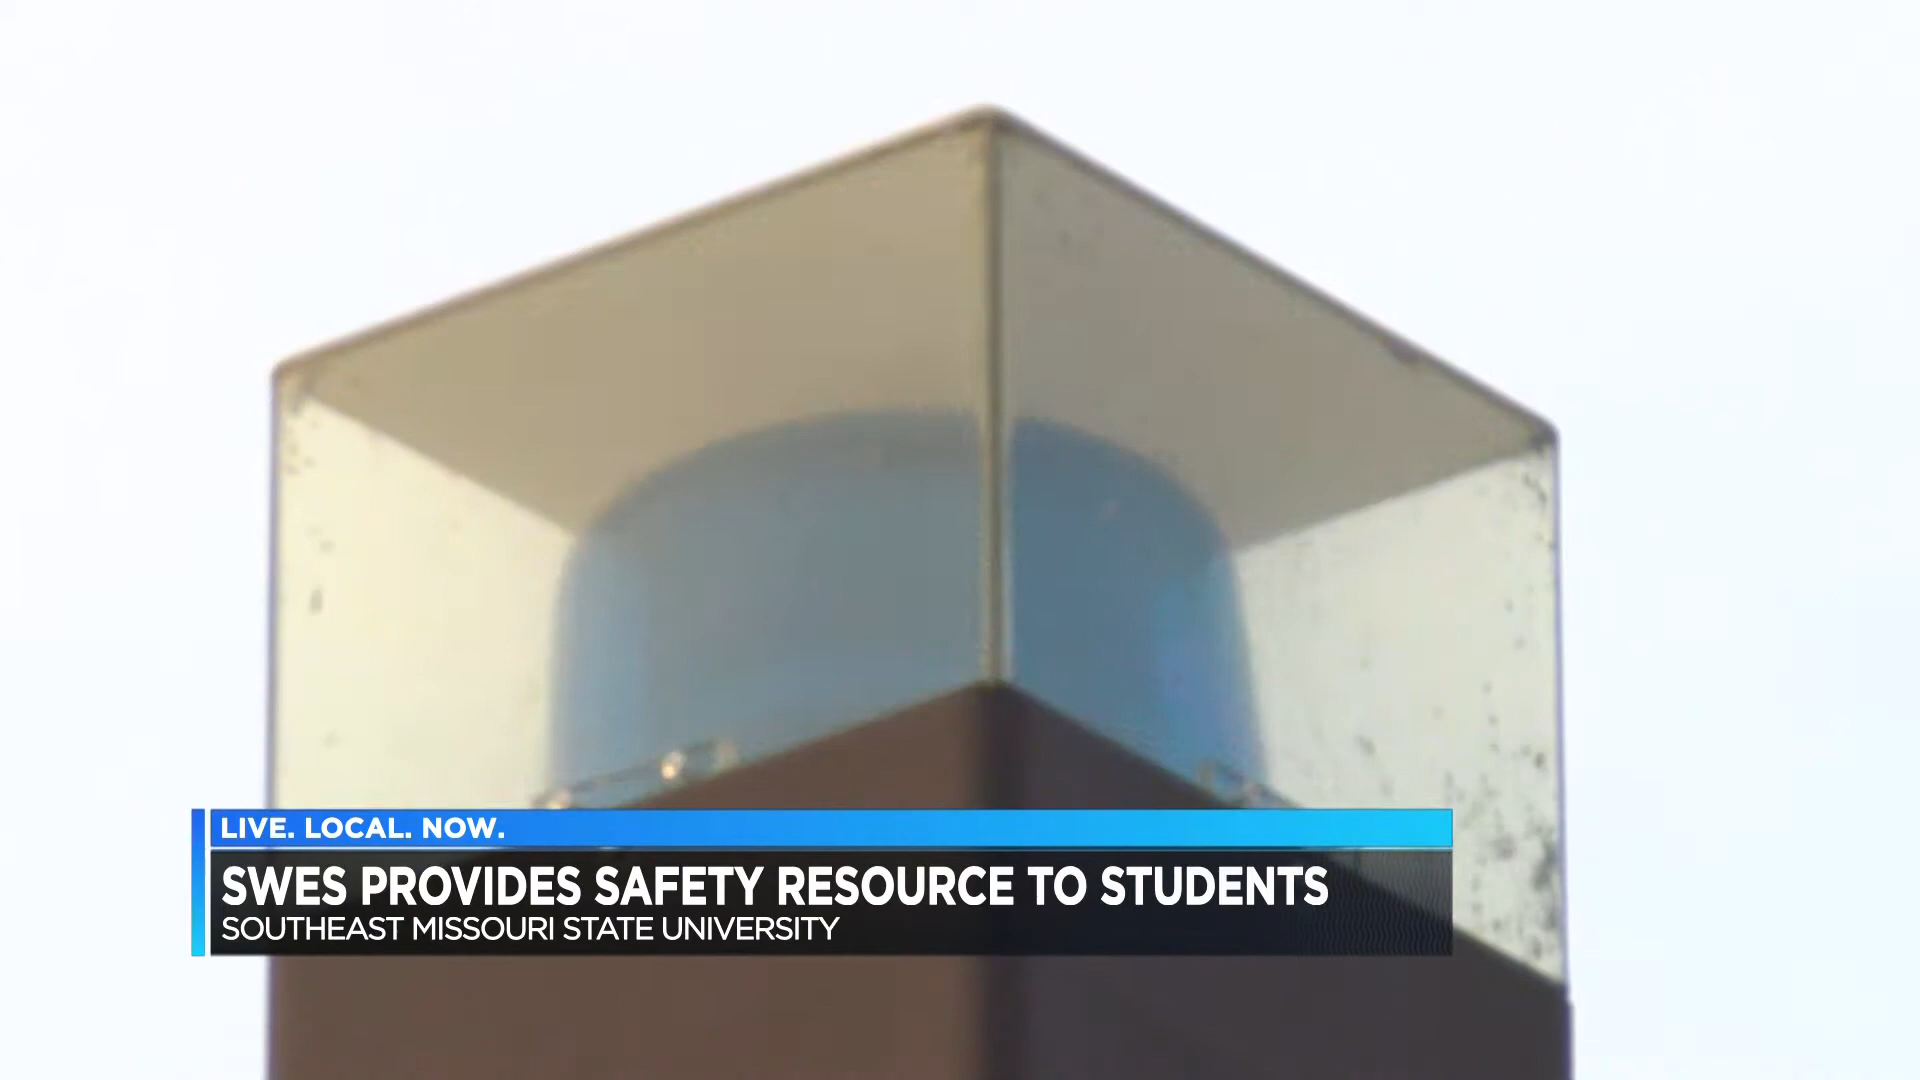 LIVE. LOCAL. NOW.
SWES PROVIDES SAFETY RESOURCE TO STUDENTS
SOUTHEAST MISSOURI STATE UNIVERSITY